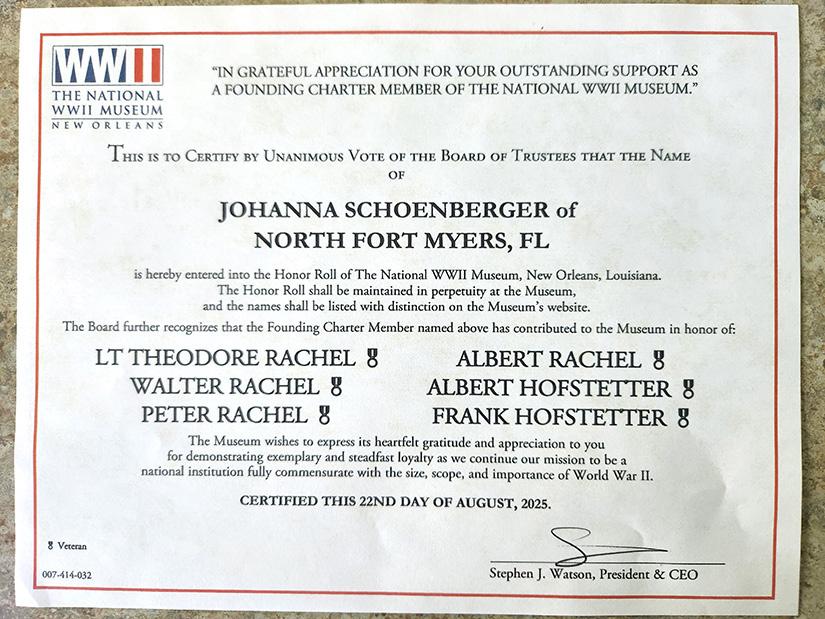 WWII
THE NATIONAL
WWII MUSEUM
NEW ORLEANS
“IN GRATEFUL APPRECIATION FOR YOUR OUTSTANDING SUPPORT AS
A FOUNDING CHARTER MEMBER OF THE NATIONAL WWII MUSEUM.”
THIS IS TO CERTIFY BY UNANIMOUS VOTE OF THE BOARD OF TRUSTEES THAT THE NAME
OF
JOHANNA SCHOENBERGER of
NORTH FORT MYERS, FL
is hereby entered into the Honor Roll of The National WWII Museum, New Orleans, Louisiana.
The Honor Roll shall be maintained in perpetuity at the Museum,
and the names shall be listed with distinction on the Museum’s website.
The Board further recognizes that the Founding Charter Member named above has contributed to the Museum in honor of:
LT THEODORE RACHEL ALBERT RACHEL
WALTER RACHEL ALBERT HOFSTETTER
PETER RACHEL FRANK HOFSTETTER
The Museum wishes to express its heartfelt gratitude and appreciation to you
for demonstrating exemplary and steadfast loyalty as we continue our mission to be a
national institution fully commensurate with the size, scope, and importance of World War II.
CERTIFIED THIS 22ND DAY OF AUGUST, 2025.
Veteran
007-414-032
Stephen J. Watson, President & CEO